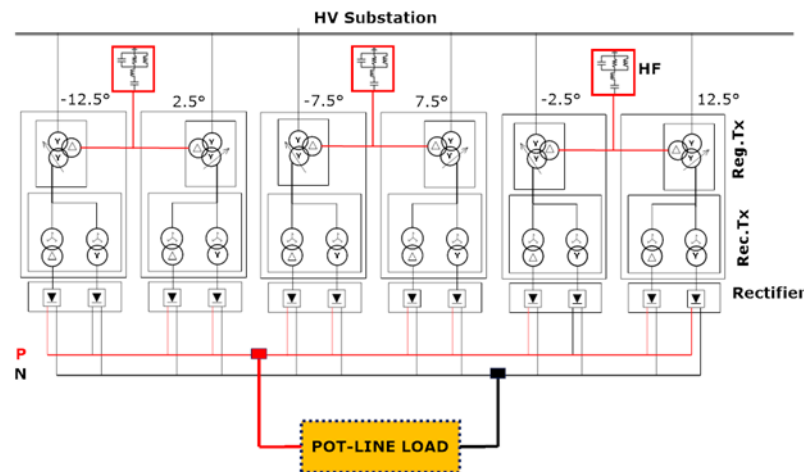 HV Substation
HF
-12.5° 2.5° -7.5° 7.5° -2.5° 12.5°
Reg.Tx
Y Y Y Y Y Y
Y Y Y Y Y Y
Rec.Tx
Y Y Y Y Y Y
Rectifier
P
N
POT-LINE LOAD